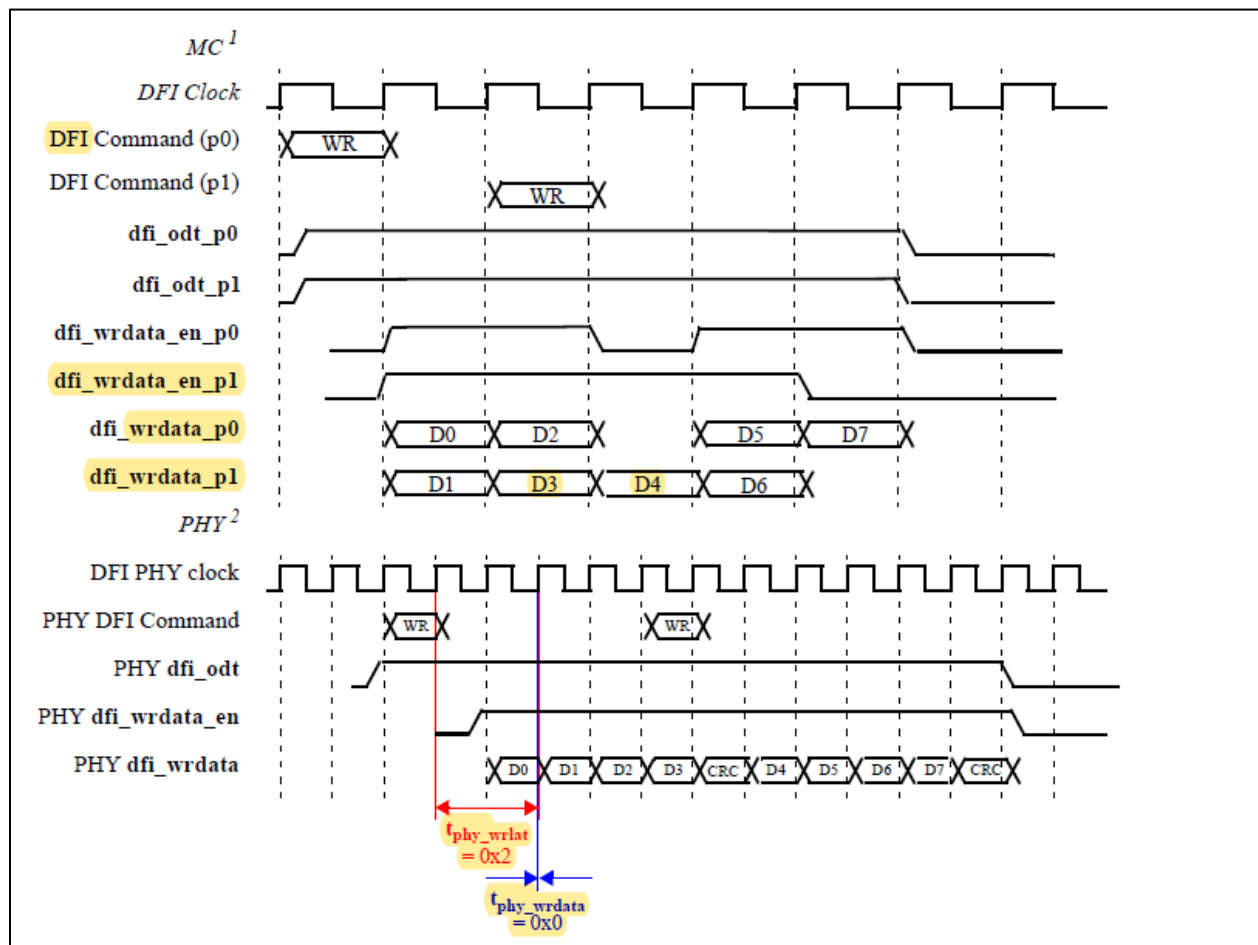 MC 1
DFI Clock
DFI Command (p0)
WR
DFI Command (p1)
WR
dfi_odt_p0
dfi_odt_p1
dfi_wrdata_en_p0
dfi_wrdata_en_p1
dfi_wrdata_p0
D0 D2 D5 D7
dfi_wrdata_p1
D1 D3 D4 D6
PHY 2
DFI PHY clock
PHY DFI Command
WR WR
PHY dfi_odt
PHY dfi_wrdata_en
PHY dfi_wrdata
D0 D1 D2 D3 CRC D4 D5 D6 D7 CRC
tphy_wrlat
= 0x2
tphy_wrdata
= 0x0